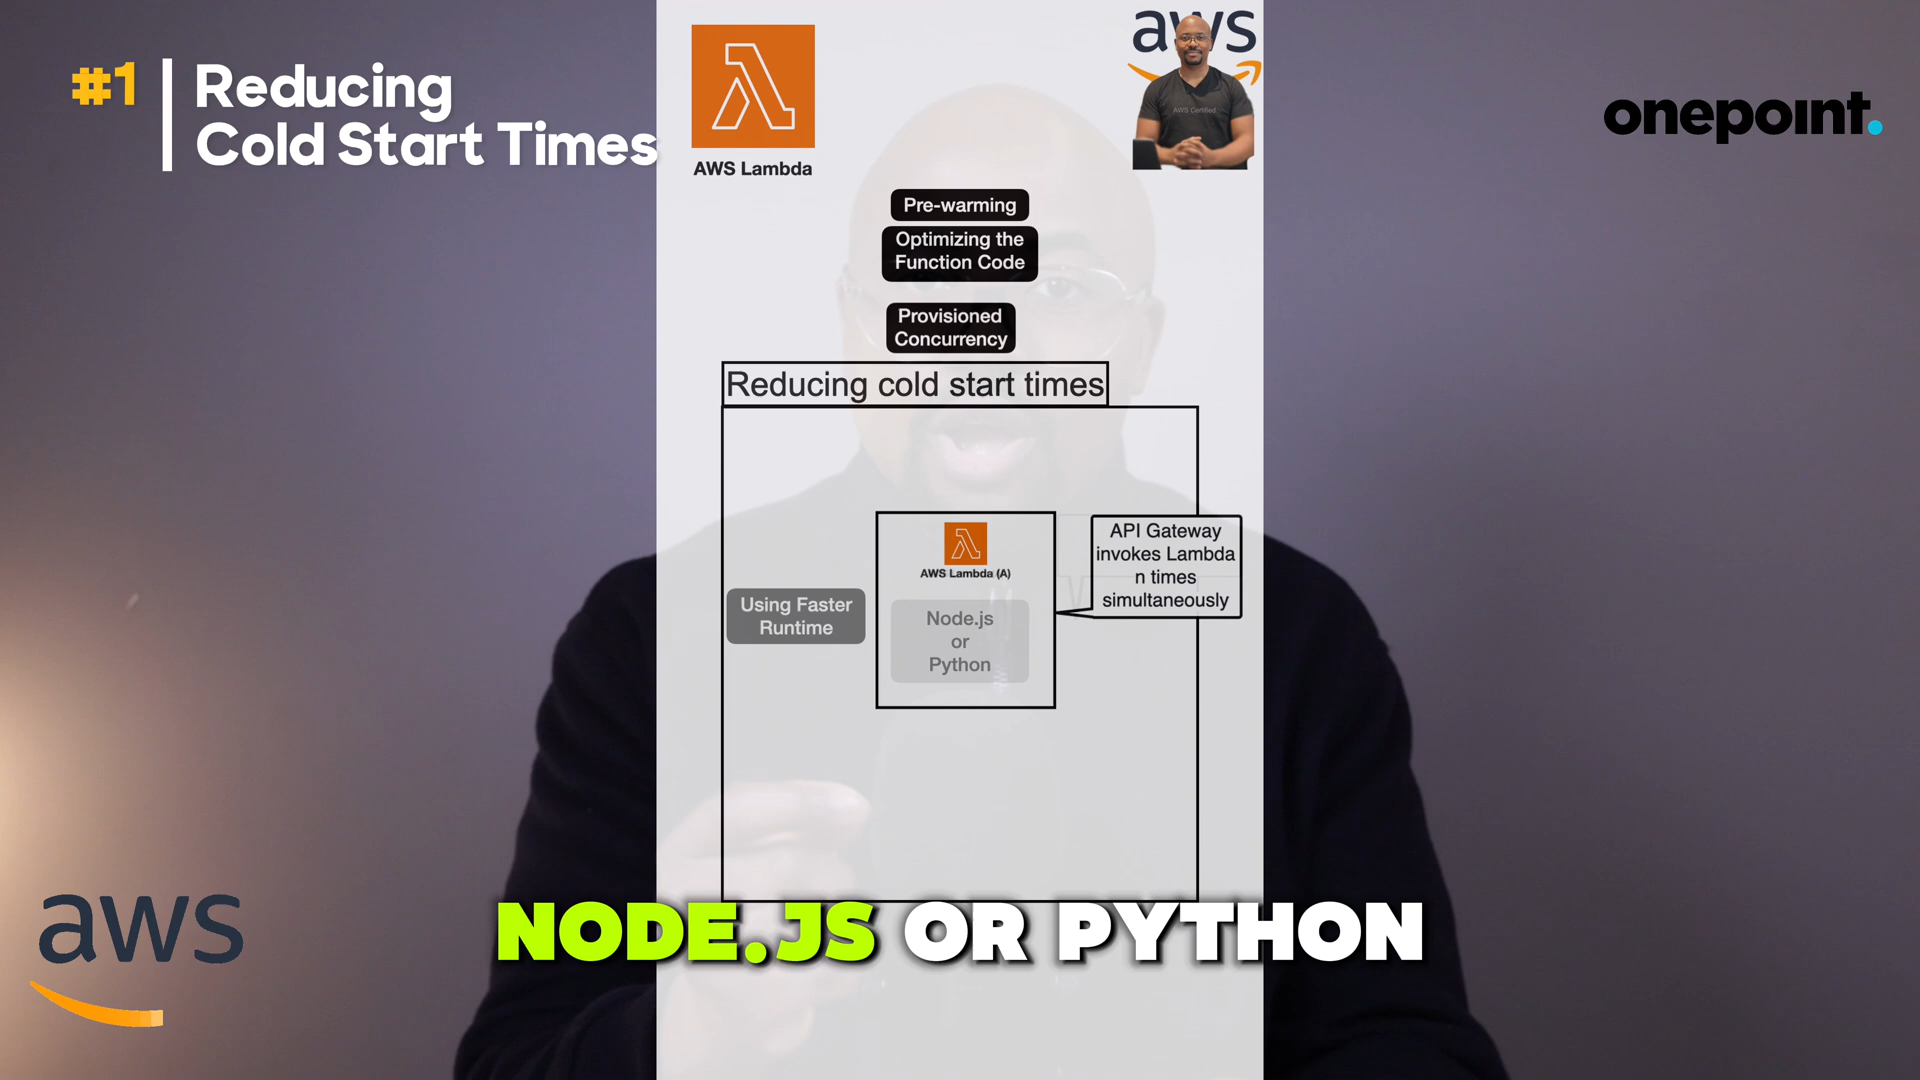 #1
Reducing
Cold Start Times
AWS Lambda
aws
AWS Certified
onepoint.
Pre-warming
Optimizing the
Function Code
Provisioned
Concurrency
Reducing cold start times
AWS Lambda (A)
Using Faster
Runtime
Node.js
or
Python
API Gateway
invokes Lambda
n times
simultaneously
NODE.JS OR PYTHON
aws